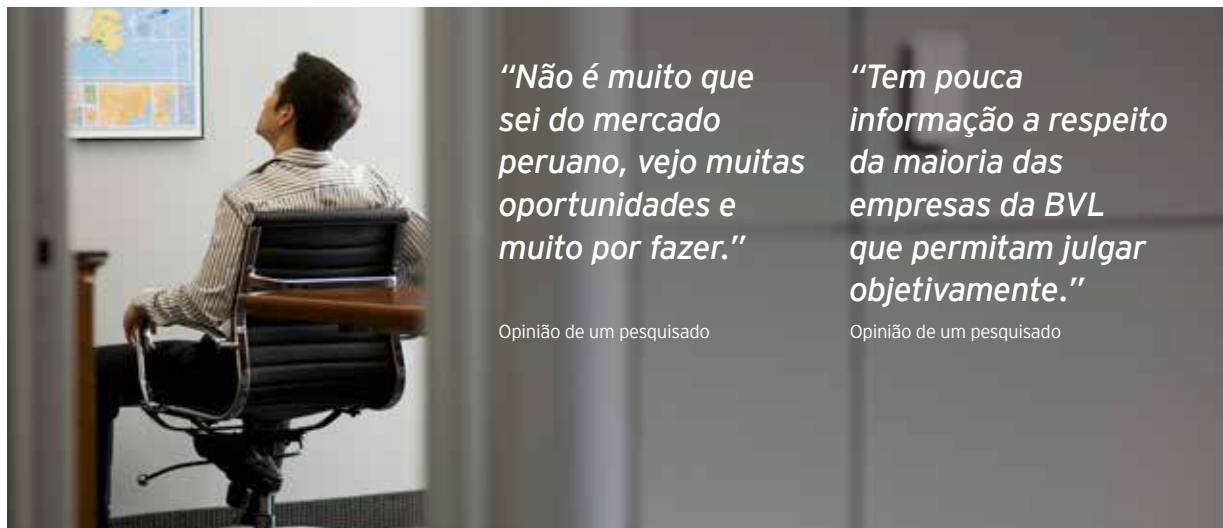 “Não é muito que
sei do mercado
peruano, vejo muitas
oportunidades e
muito por fazer.”
Opinião de um pesquisado
“Tem pouca
informação a respeito
da maioria das
empresas da BVL
que permitam julgar
objetivamente.”
Opinião de um pesquisado